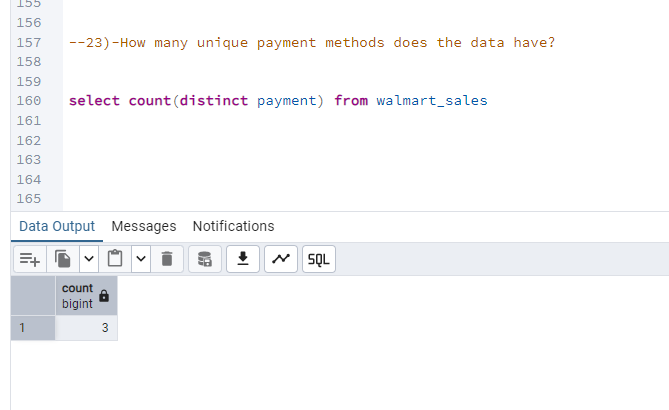 155
156
157 --23)-How many unique payment methods does the data have?
158
159
160 select count(distinct payment) from walmart_sales
161
162
163
164
165
Data Output Messages Notifications
SQL
count
bigint
1 3